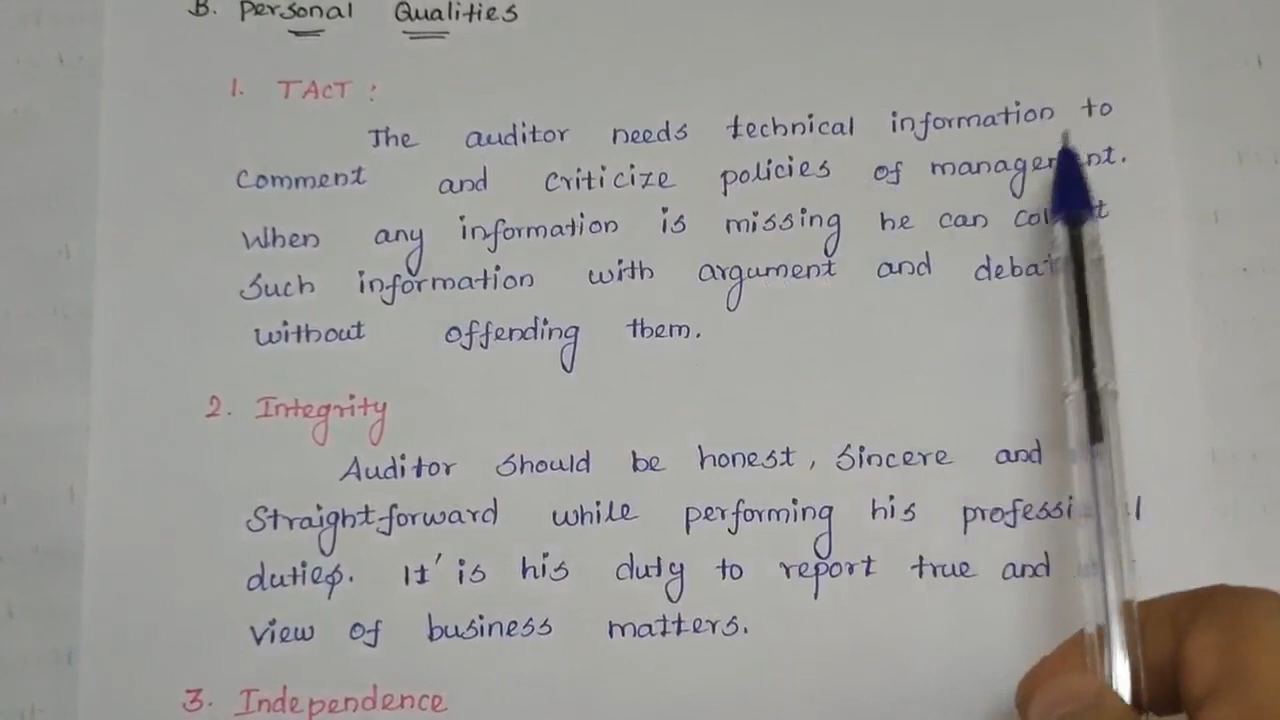 B. Personal Qualities
1. TACT :
The auditor needs technical information to
Comment and criticize policies of management.
When any information is missing he can
Such information with argument and
without offending them.
2. Integrity
Auditor should be honest, Sincere and
Straightforward while performing his
duties. It is his duty to report true and
view of business matters.
3. Independence